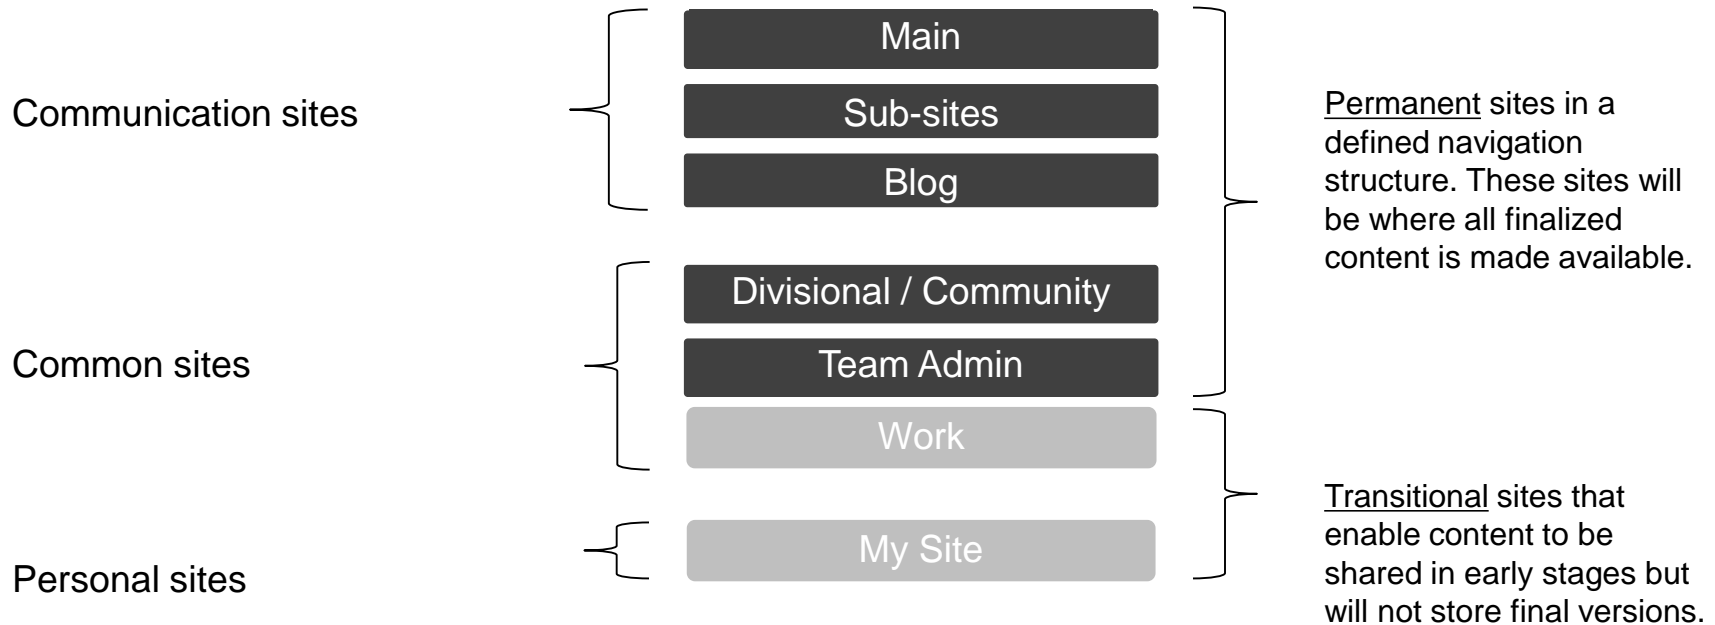 Communication sites
Common sites
Personal sites
Main
Sub-sites
Blog
Divisional / Community
Team Admin
Work
My Site
Permanent sites in a
defined navigation
structure. These sites will
be where all finalized
content is made available.
Transitional sites that
enable content to be
shared in early stages but
will not store final versions.